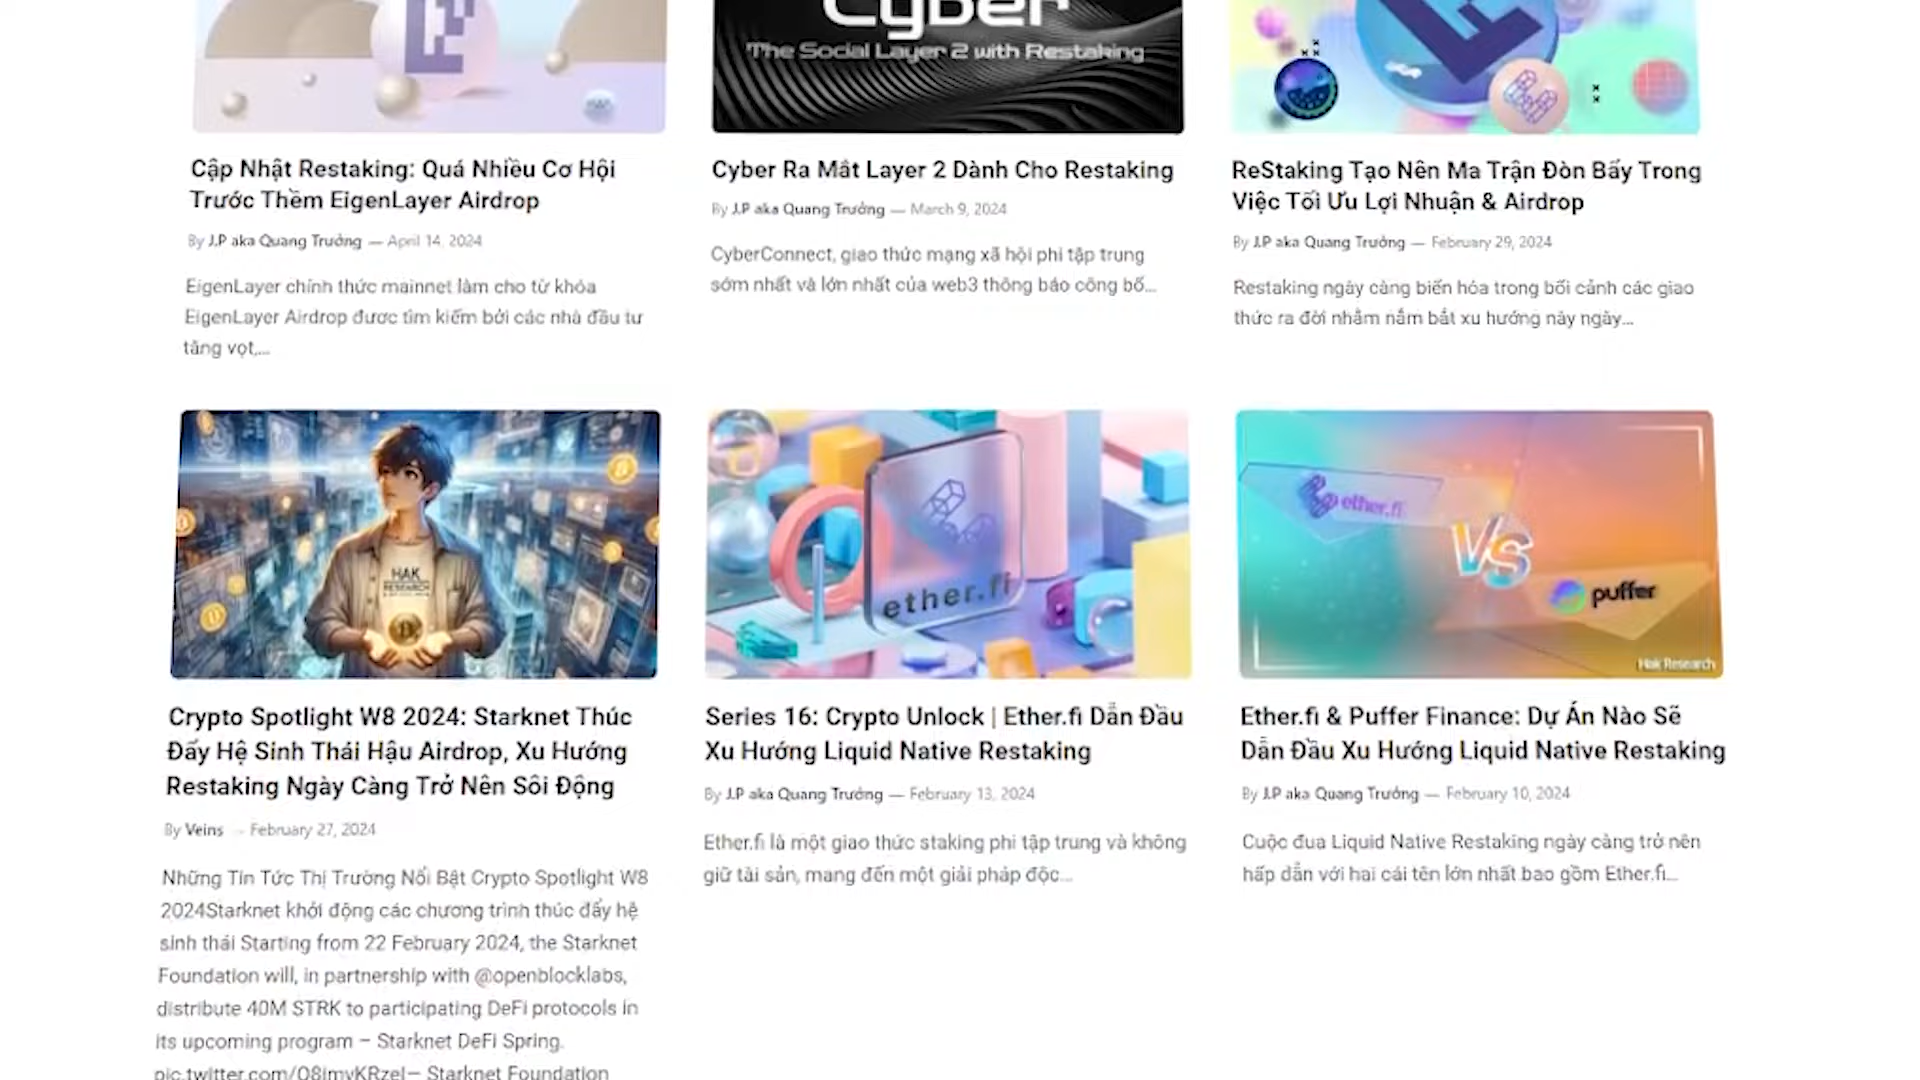 Cyber
The Social Layer 2 with Restaking
Cập Nhật Restaking: Quá Nhiều Cơ Hội
Trước Thềm EigenLayer Airdrop
By J.P aka Quang Trưởng — April 14, 2024
EigenLayer chính thức mainnet làm cho từ khóa
EigenLayer Airdrop được tìm kiếm bởi các nhà đầu tư
tăng vọt,...
Cyber Ra Mắt Layer 2 Dành Cho Restaking
By J.P aka Quang Trưởng — March 9, 2024
CyberConnect, giao thức mạng xã hội phi tập trung
sớm nhất và lớn nhất của web3 thông báo công bố...
ReStaking Tạo Nên Ma Trận Đòn Bẩy Trong
Việc Tối Ưu Lợi Nhuận & Airdrop
By J.P aka Quang Trưởng — February 29, 2024
Restaking ngày càng biến hóa trong bối cảnh các giao
thức ra đời nhằm nắm bắt xu hướng này ngày...
HAK
RESEARCH
Crypto Spotlight W8 2024: Starknet Thúc
Đẩy Hệ Sinh Thái Hậu Airdrop, Xu Hướng
Restaking Ngày Càng Trở Nên Sôi Động
By Veins — February 27, 2024
Những Tin Tức Thị Trường Nổi Bật Crypto Spotlight W8
2024Starknet khởi động các chương trình thúc đẩy hệ
sinh thái Starting from 22 February 2024, the Starknet
Foundation will, in partnership with @openblocklabs,
distribute 40M STRK to participating DeFi protocols in
its upcoming program – Starknet DeFi Spring.
— Starknet Foundation
ether.fi
Series 16: Crypto Unlock | Ether.fi Dẫn Đầu
Xu Hướng Liquid Native Restaking
By J.P aka Quang Trưởng — February 13, 2024
Ether.fi là một giao thức staking phi tập trung và không
giữ tài sản, mang đến một giải pháp độc...
ether.fi
VS
puffer
Hak Research
Ether.fi & Puffer Finance: Dự Án Nào Sẽ
Dẫn Đầu Xu Hướng Liquid Native Restaking
By J.P aka Quang Trưởng — February 10, 2024
Cuộc đua Liquid Native Restaking ngày càng trở nên
hấp dẫn với hai cái tên lớn nhất bao gồm Ether.fi...